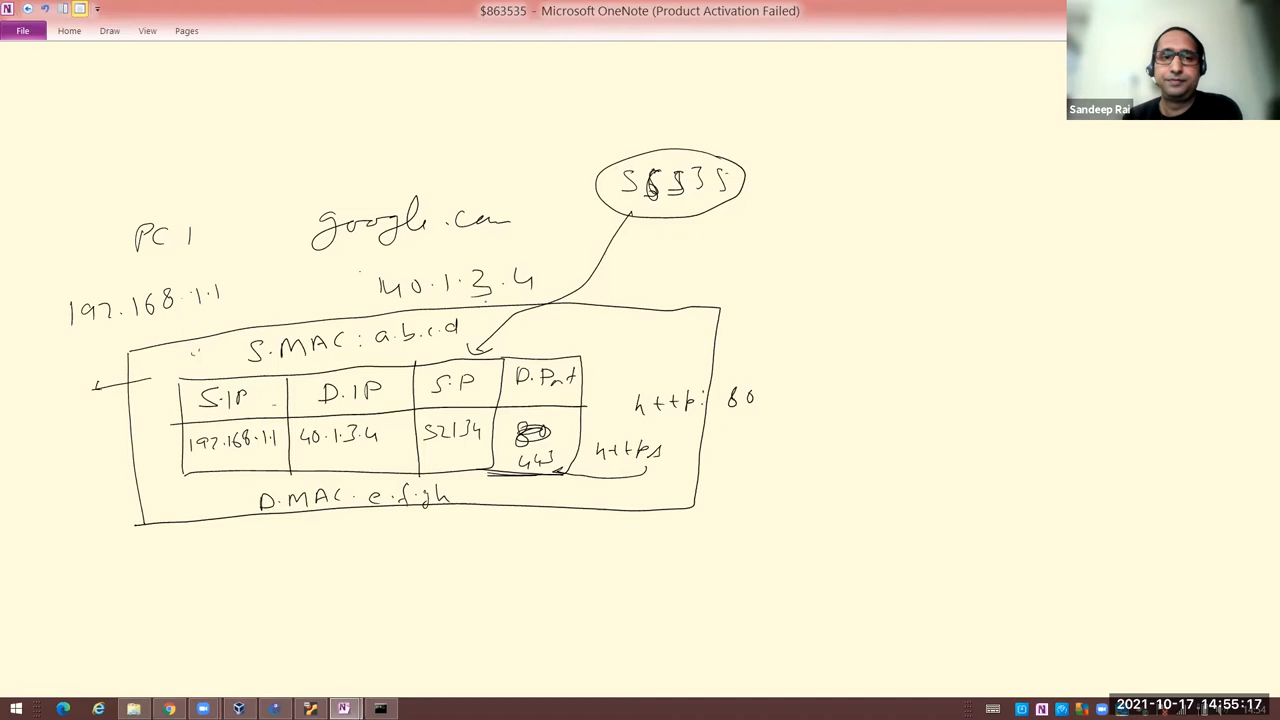 $863535 - Microsoft OneNote (Product Activation Failed)
File Home Draw View Pages
Sandeep Rai
PC 1
google.com
192.168.1.1
40.1.3.4
S.MAC: a.b.c.d
S.IP D.IP S.P D.Port
192.168.1.1 40.1.3.4 52134
443
http: 80
https
D.MAC. e.f.gh
2021-10-17 14:55:17